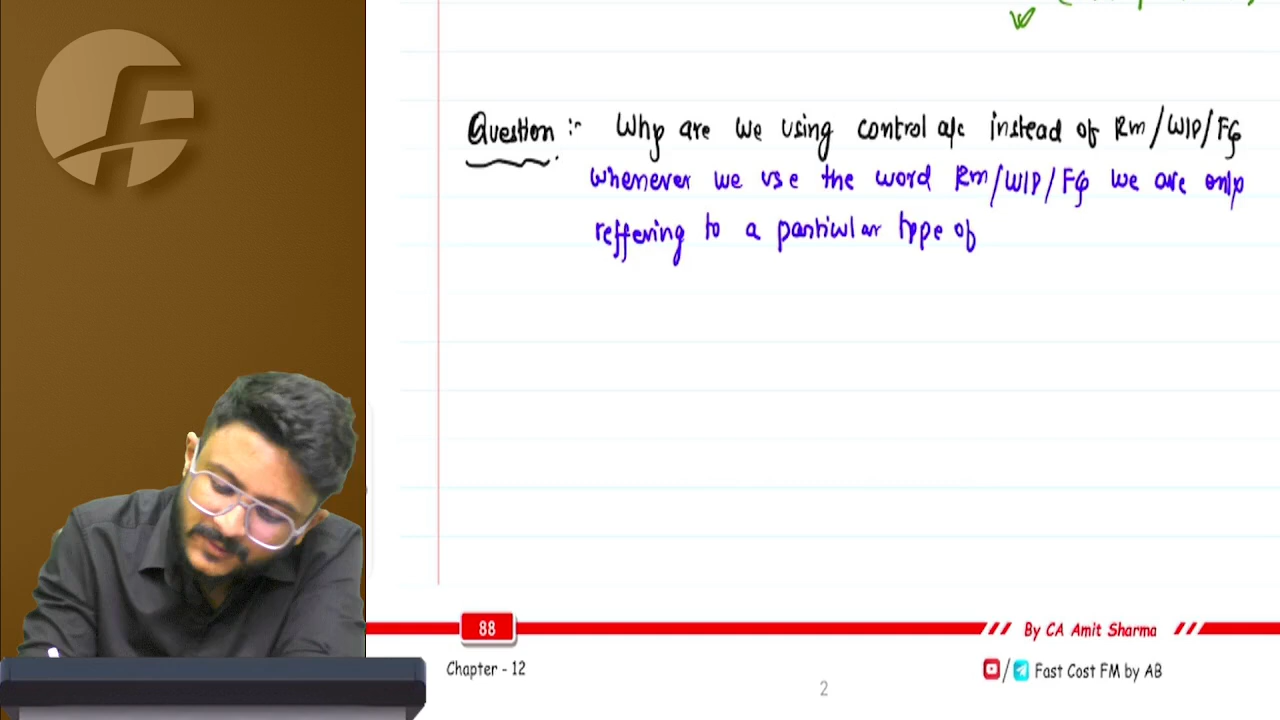 Question :- Why are we using control a/c instead of Rm/WIP/FG
whenever we use the word Rm/WIP/FG we are only
reffering to a particular type of
88
By CA Amit Sharma
Chapter - 12
/ Fast Cost FM by AB
2